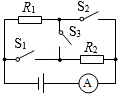 R₁ S₂
S₃
S₁ R₂
A